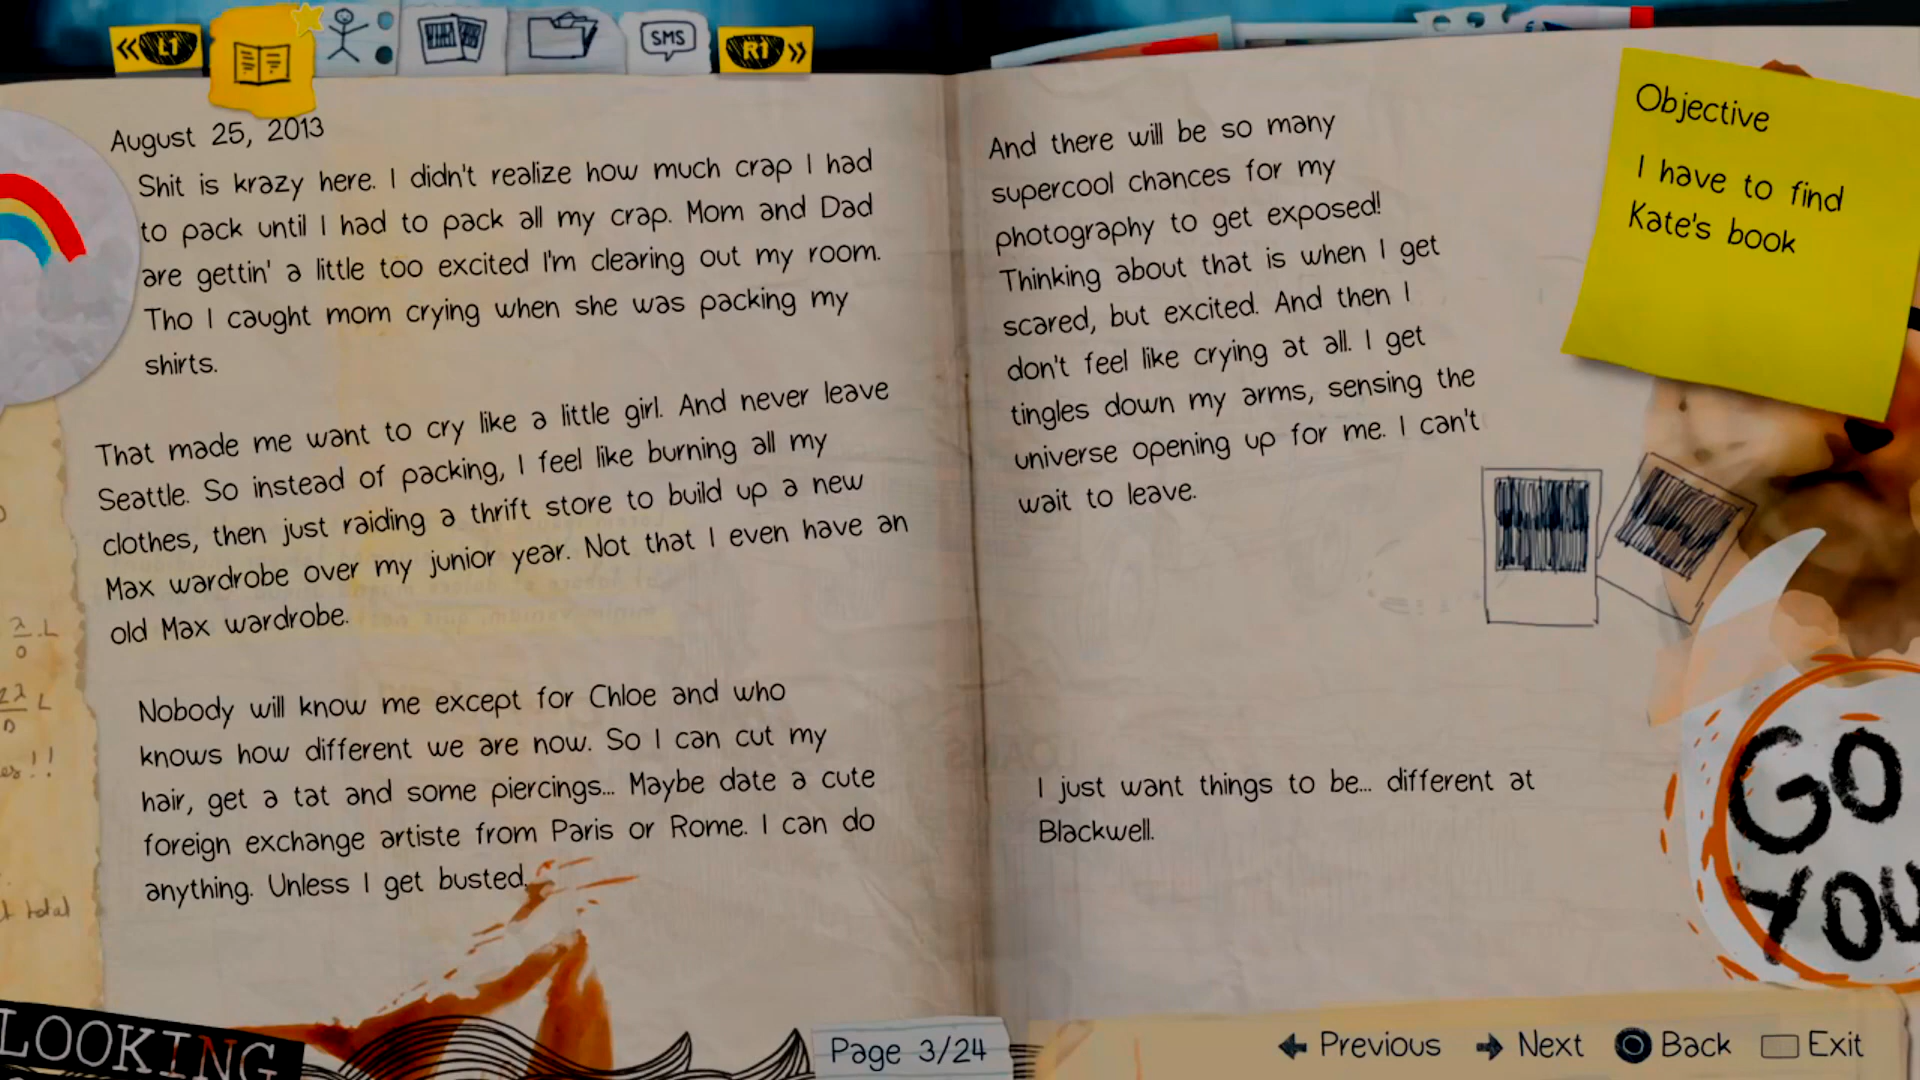 L1
SMS
R1
August 25, 2013
Shit is krazy here. I didn't realize how much crap I had
to pack until I had to pack all my crap. Mom and Dad
are gettin' a little too excited I'm clearing out my room.
Tho I caught mom crying when she was packing my
shirts.
That made me want to cry like a little girl. And never leave
Seattle. So instead of packing, I feel like burning all my
clothes, then just raiding a thrift store to build up a new
Max wardrobe over my junior year. Not that I even have an
old Max wardrobe.
Nobody will know me except for Chloe and who
knows how different we are now. So I can cut my
hair, get a tat and some piercings... Maybe date a cute
foreign exchange artiste from Paris or Rome. I can do
anything. Unless I get busted.
And there will be so many
supercool chances for my
photography to get exposed!
Thinking about that is when I get
scared, but excited. And then I
don't feel like crying at all. I get
tingles down my arms, sensing the
universe opening up for me. I can't
wait to leave.
I just want things to be... different at
Blackwell.
Objective
I have to find
Kate's book
GO
YOU
LOOKING
Page 3/24
Previous
Next
Back
Exit